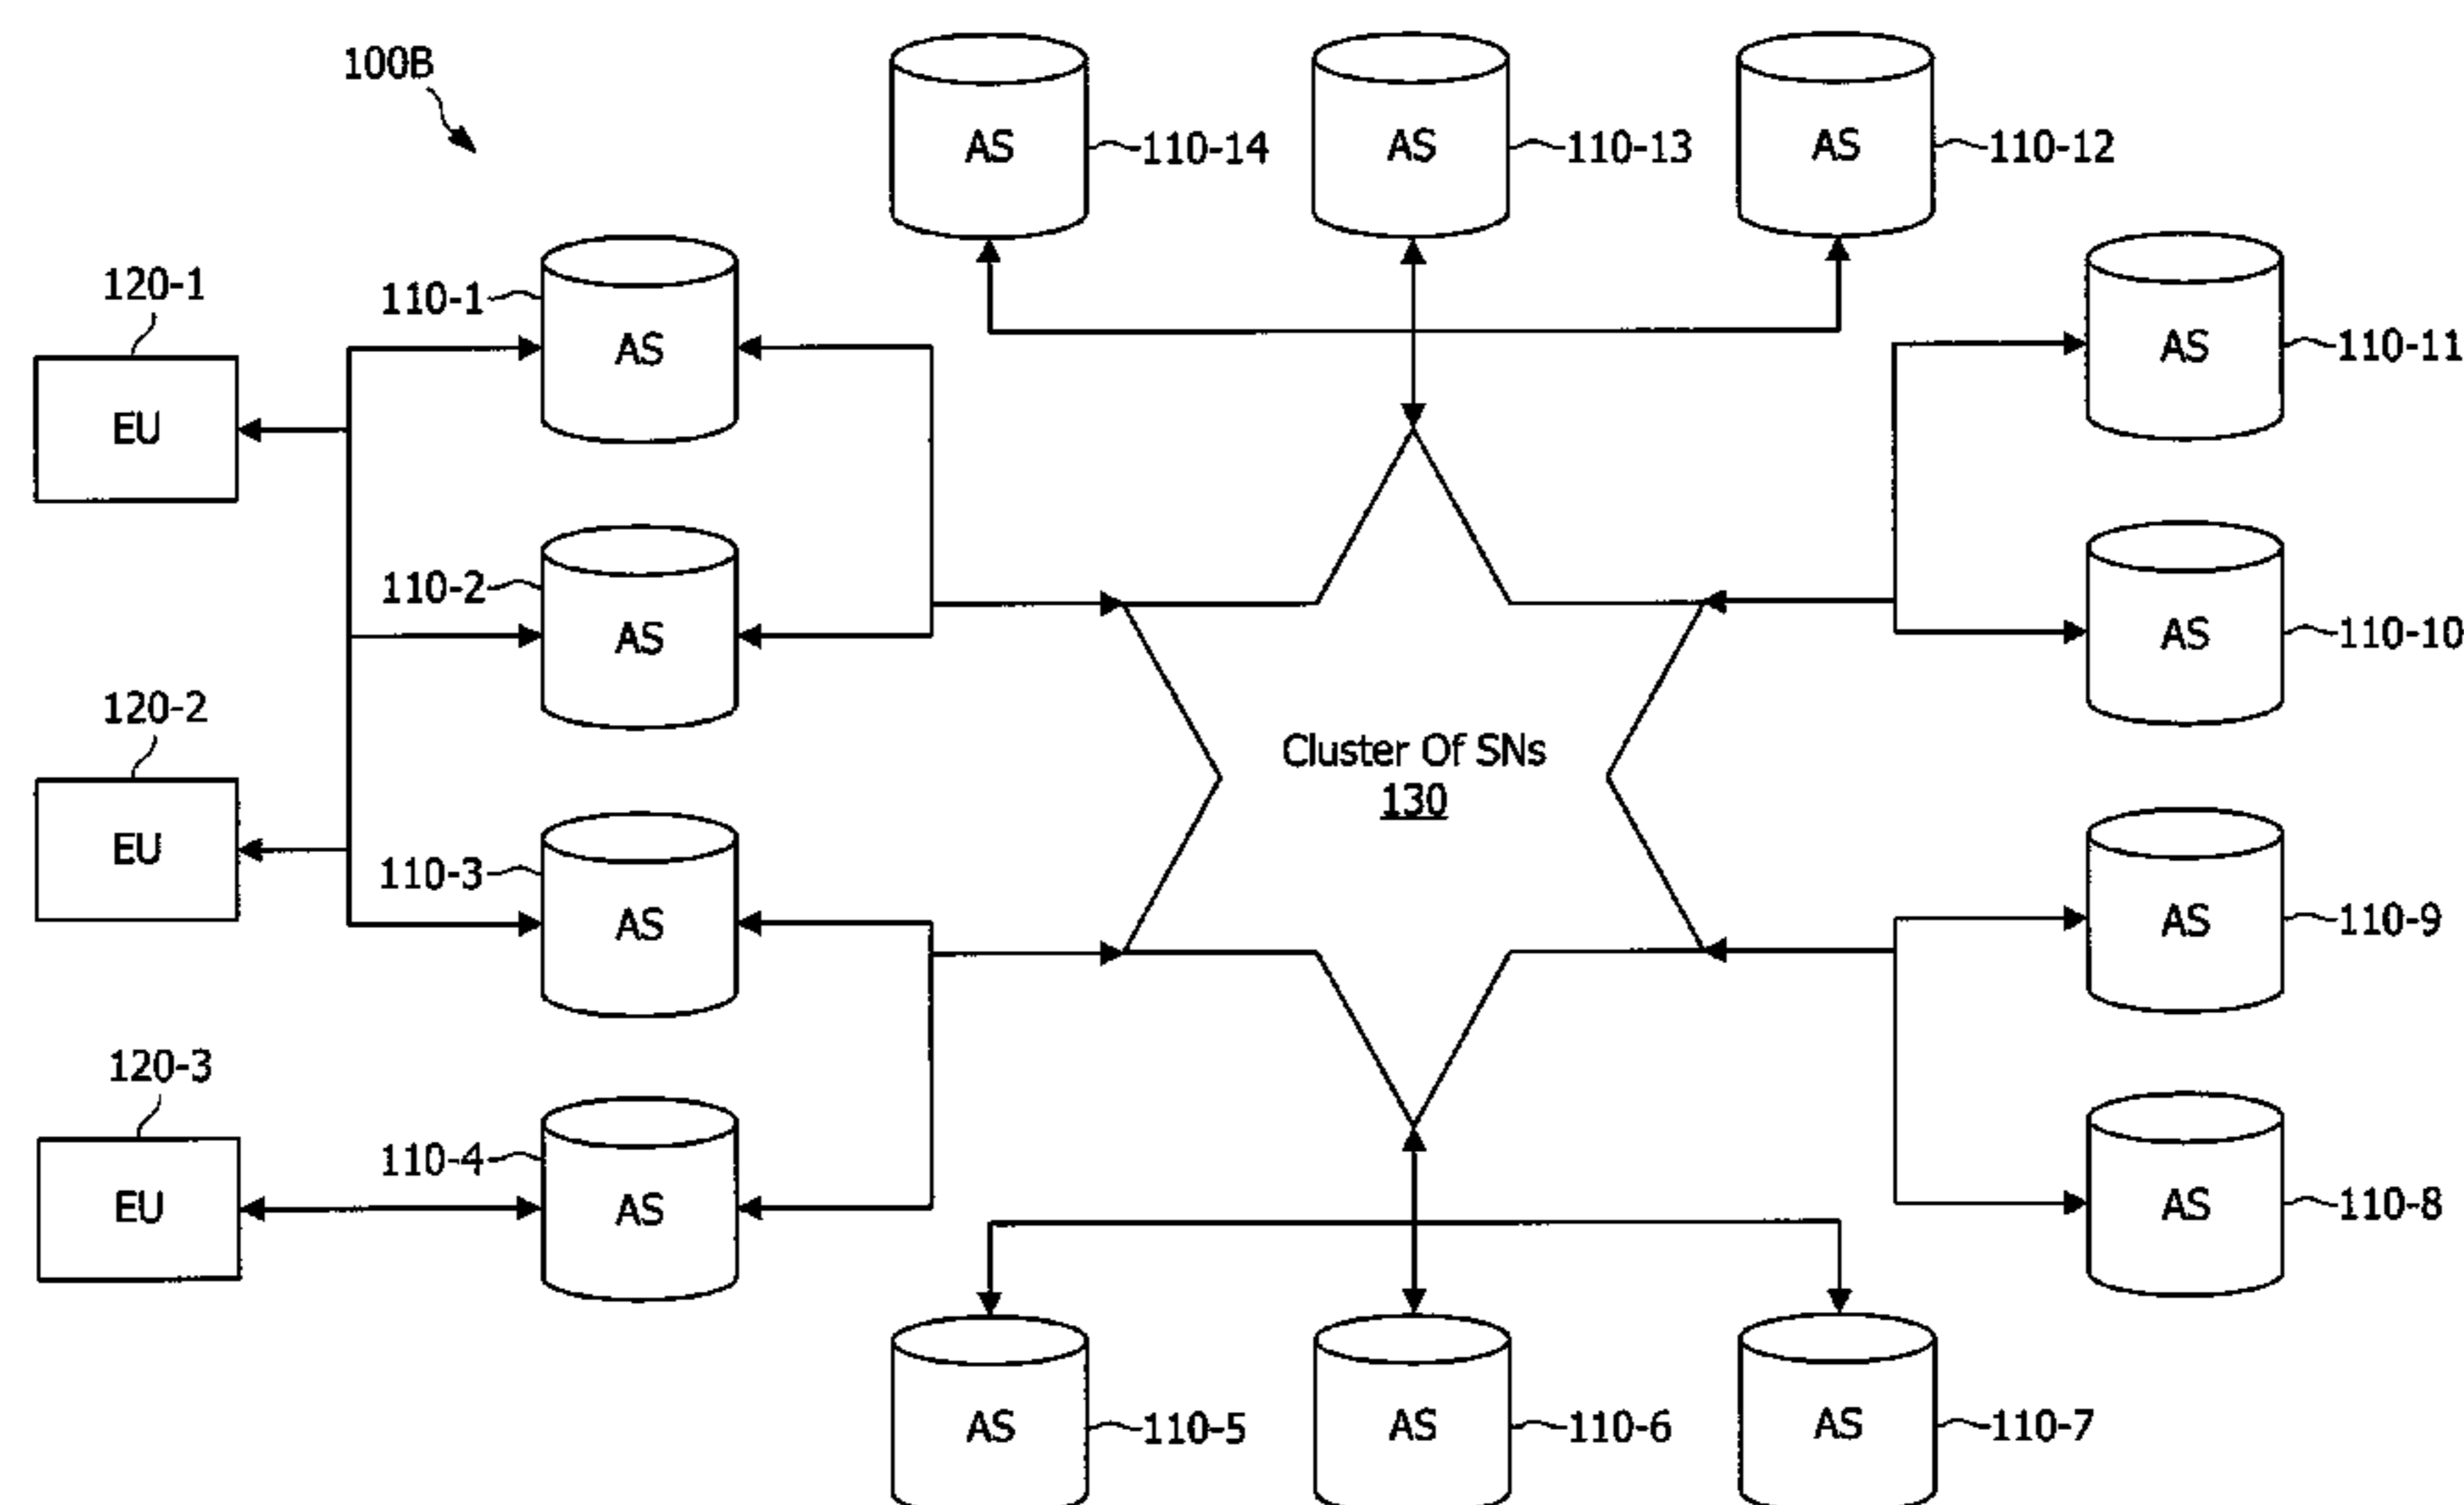 100B
AS
110-14
AS
110-13
AS
110-12
120-1
EU
110-1
AS
AS
110-11
110-2
AS
AS
110-10
120-2
EU
Cluster Of SNs
130
110-3
AS
AS
110-9
120-3
EU
110-4
AS
AS
110-8
AS
110-5
AS
110-6
AS
110-7